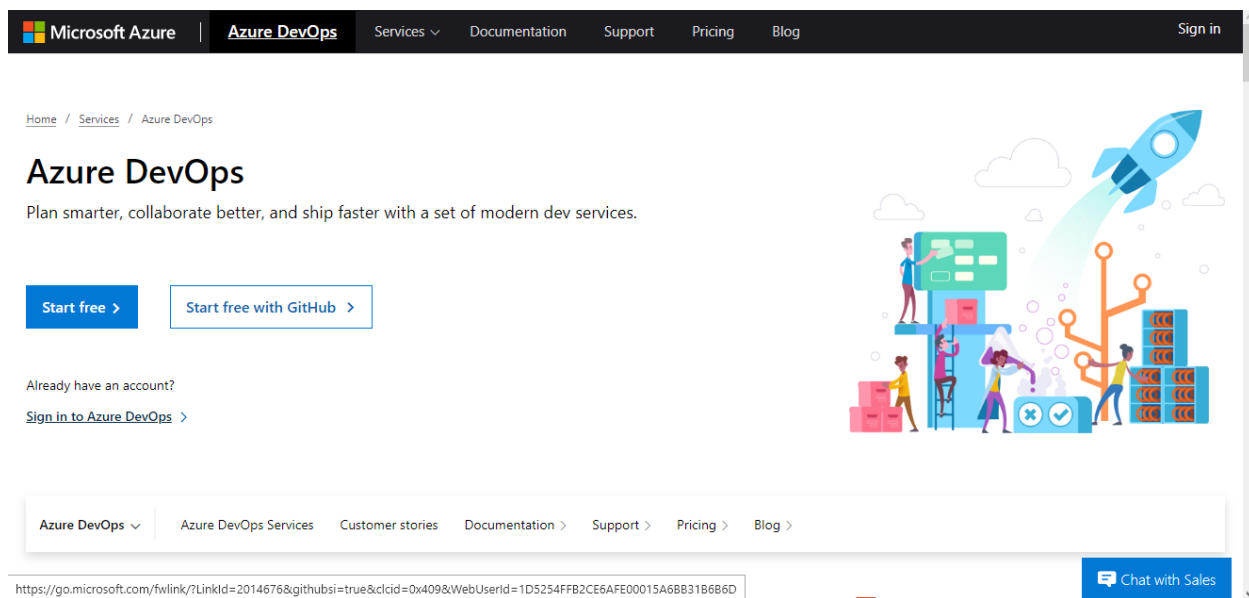 Microsoft Azure Azure DevOps Services Documentation Support Pricing Blog Sign in
Home / Services / Azure DevOps
Azure DevOps
Plan smarter, collaborate better, and ship faster with a set of modern dev services.
Start free > Start free with GitHub >
Already have an account?
Sign in to Azure DevOps >
Azure DevOps Azure DevOps Services Customer stories Documentation > Support > Pricing > Blog >
https://go.microsoft.com/fwlink/?LinkId=2014676&githubsi=true&clcid=0x409&WebUserId=1D5254FFB2CE6AFE00015A6BB31B6B6D
Chat with Sales